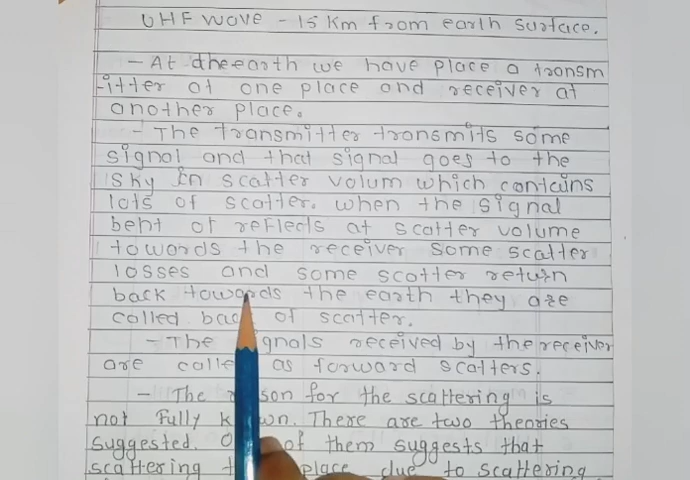 UHF wave - 15 Km from earth surface.
- At the earth we have place a transm
-itter at one place and receiver at
another place.
- The transmitter transmits some
signal and that signal goes to the
sky in scatter volum which contains
lots of scatter. when the signal
bent or reflects at scatter volume
towards the receiver some scatter
losses and some scatter return
back towards the earth they are
called of scatter.
- The received by the receiver
are as forward scatters.
- The for the scattering is
not fully There are two theories
suggested. of them suggests that
scattering place due to scattering